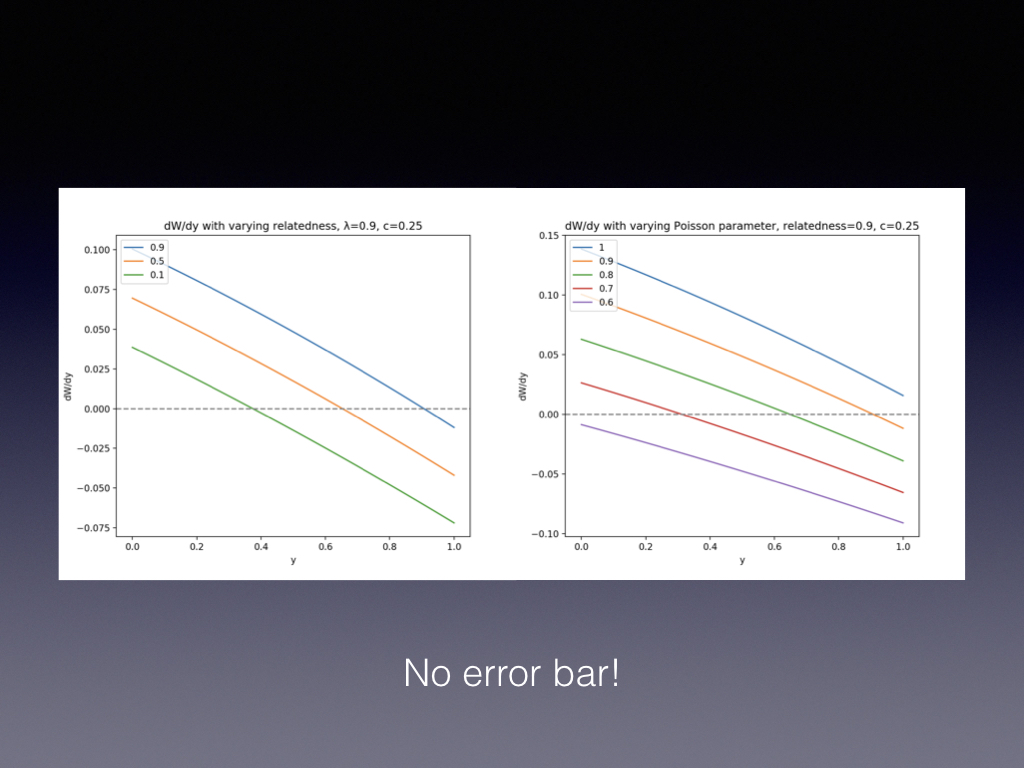 dW/dy with varying relatedness, λ=0.9, c=0.25
0.9
0.5
0.1
0.100
0.075
0.050
0.025
0.000
−0.025
−0.050
−0.075
dW/dy
0.0 0.2 0.4 0.6 0.8 1.0
y
dW/dy with varying Poisson parameter, relatedness=0.9, c=0.25
1
0.9
0.8
0.7
0.6
0.15
0.10
0.05
0.00
−0.05
−0.10
dW/dy
0.0 0.2 0.4 0.6 0.8 1.0
y
No error bar!